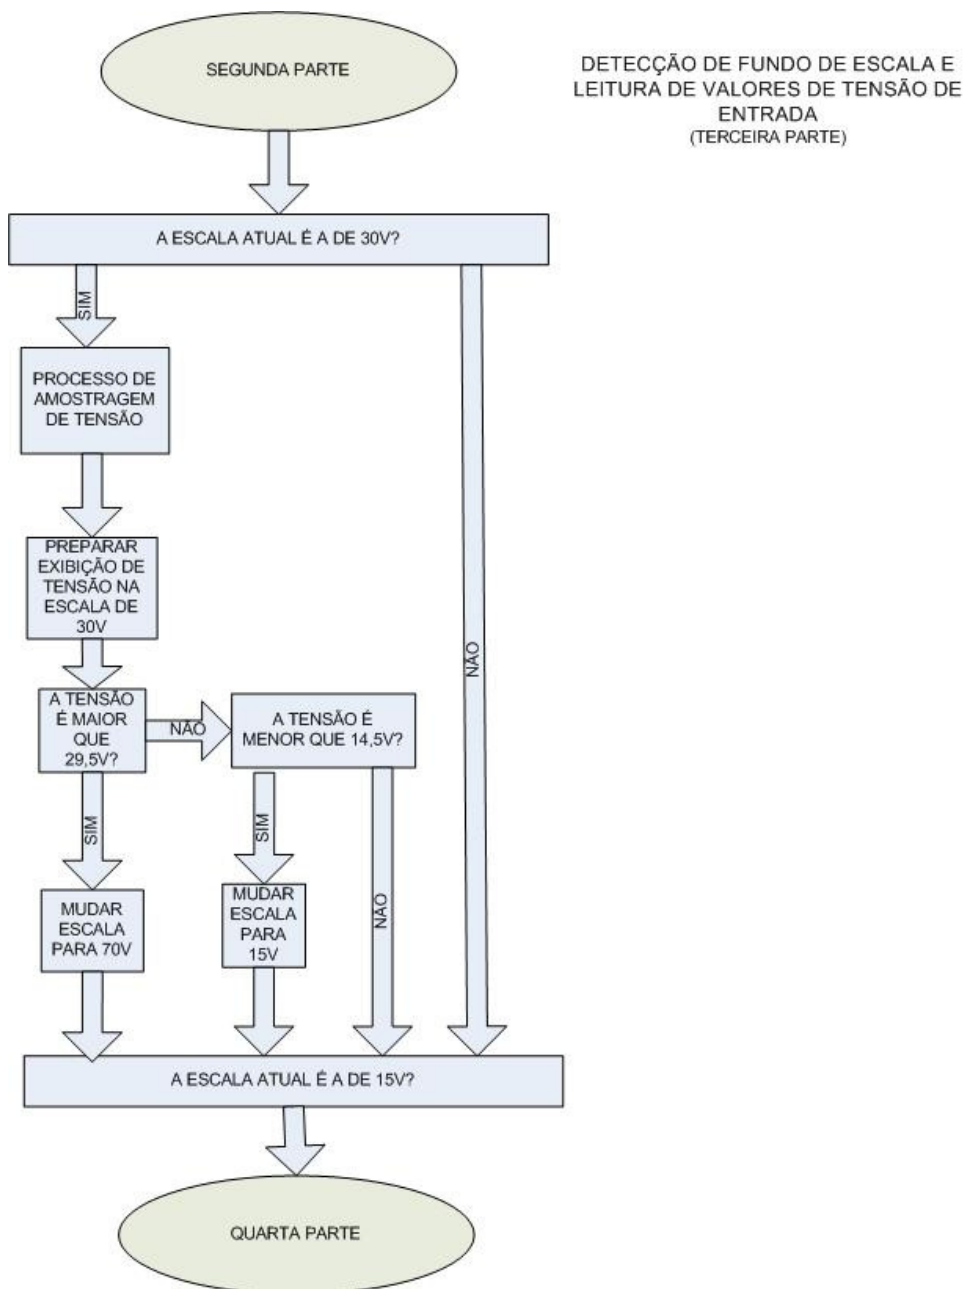 SEGUNDA PARTE
DETECÇÃO DE FUNDO DE ESCALA E
LEITURA DE VALORES DE TENSÃO DE
ENTRADA
(TERCEIRA PARTE)
A ESCALA ATUAL É A DE 30V?
SIM
NÃO
PROCESSO DE
AMOSTRAGEM
DE TENSÃO
PREPARAR
EXIBIÇÃO DE
TENSÃO NA
ESCALA DE
30V
A TENSÃO
É MAIOR
QUE
29,5V?
NÃO
A TENSÃO É
MENOR QUE 14,5V?
SIM
SIM
NÃO
MUDAR
ESCALA
PARA 70V
MUDAR
ESCALA
PARA
15V
A ESCALA ATUAL É A DE 15V?
QUARTA PARTE